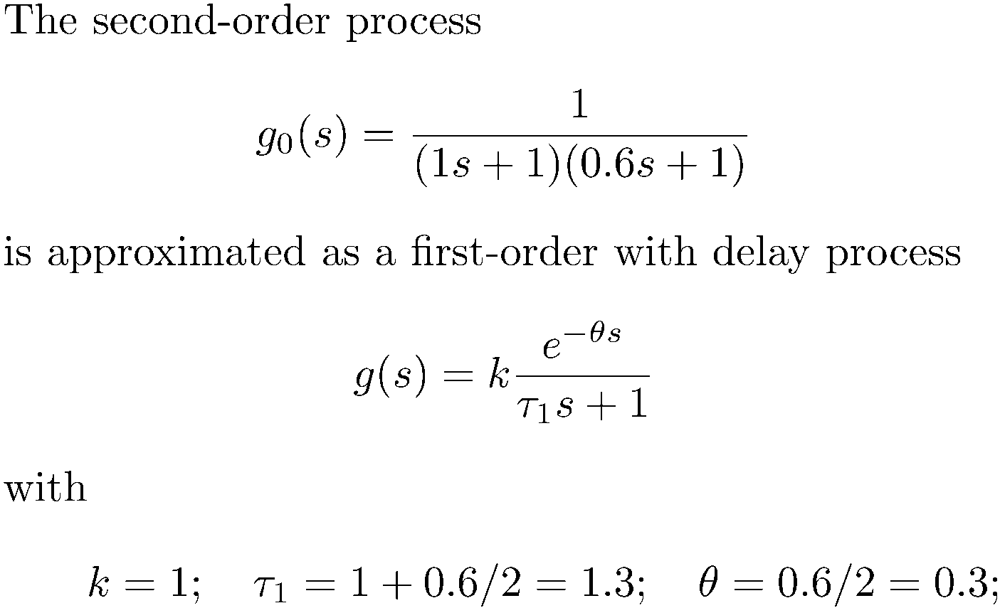 The second-order process
g_0(s) = \frac{1}{(1s + 1)(0.6s + 1)}
is approximated as a first-order with delay process
g(s) = k\frac{e^{-\theta s}}{\tau_1 s + 1}
with
k = 1; \tau_1 = 1 + 0.6/2 = 1.3; \theta = 0.6/2 = 0.3;